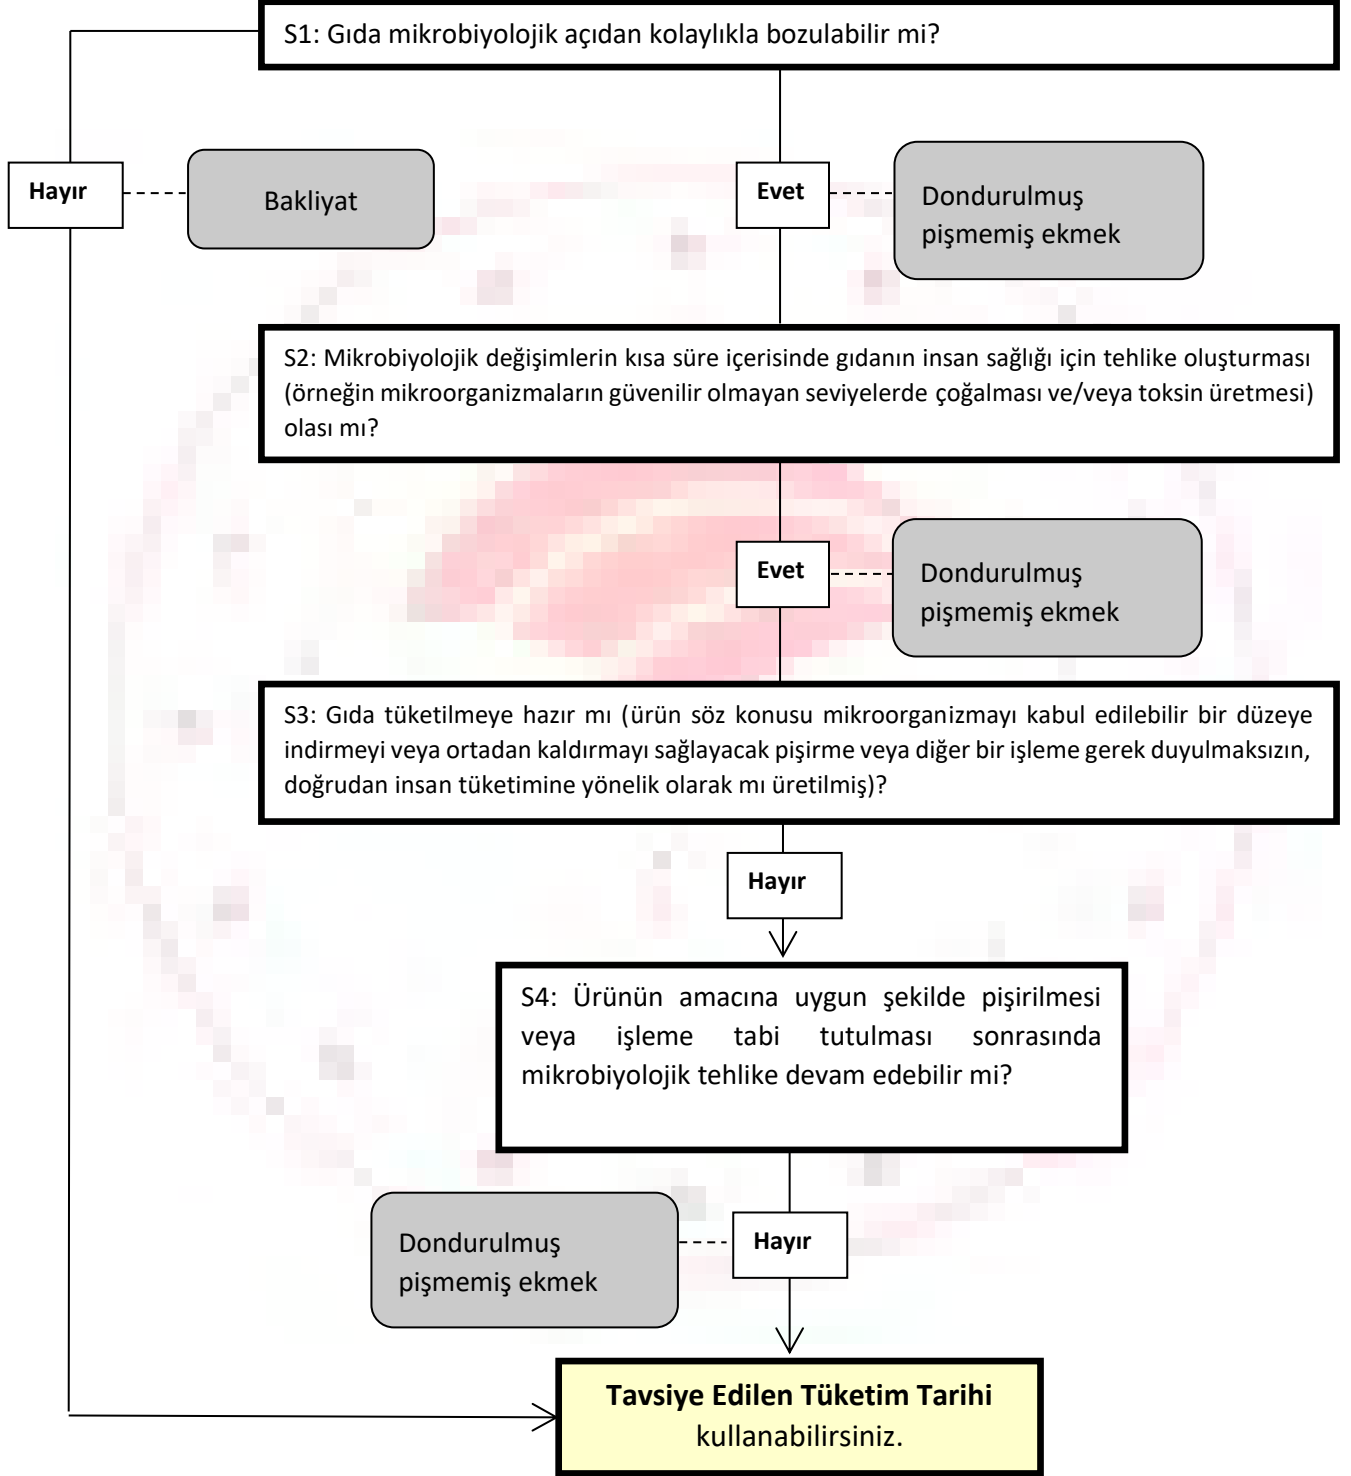 S1: Gıda mikrobiyolojik açıdan kolaylıkla bozulabilir mi?
Hayır
Bakliyat
Evet
Dondurulmuş
pişmemiş ekmek
S2: Mikrobiyolojik değişimlerin kısa süre içerisinde gıdanın insan sağlığı için tehlike oluşturması
(örneğin mikroorganizmaların güvenilir olmayan seviyelerde çoğalması ve/veya toksin üretmesi)
olası mı?
Evet
Dondurulmuş
pişmemiş ekmek
S3: Gıda tüketilmeye hazır mı (ürün söz konusu mikroorganizmayı kabul edilebilir bir düzeye
indirmeyi veya ortadan kaldırmayı sağlayacak pişirme veya diğer bir işleme gerek duyulmaksızın,
doğrudan insan tüketimine yönelik olarak mı üretilmiş)?
Hayır
S4: Ürünün amacına uygun şekilde pişirilmesi
veya işleme tabi tutulması sonrasında
mikrobiyolojik tehlike devam edebilir mi?
Dondurulmuş
pişmemiş ekmek
Hayır
Tavsiye Edilen Tüketim Tarihi
kullanabilirsiniz.